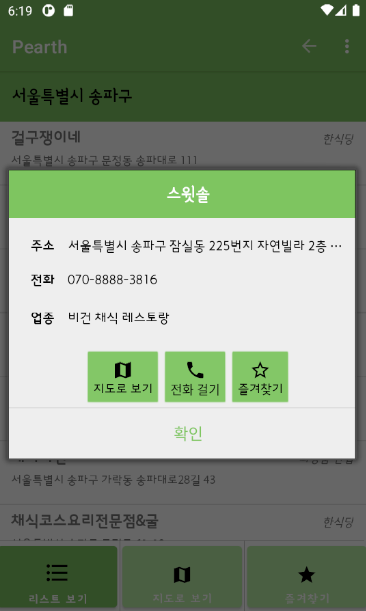 6:19
Pearth
서울특별시 송파구
걸구쟁이네
한식당
서울특별시 송파구 문정동 송파대로 111
스윗솔
주소 서울특별시 송파구 잠실동 225번지 자연빌라 2층 …
전화 070-8888-3816
업종 비건 채식 레스토랑
지도로 보기 전화 걸기 즐겨찾기
확인
서울특별시 송파구 가락동 송파대로28길 43
채식코스요리전문점&굴
한식당
리스트 보기 지도로 보기 즐겨찾기